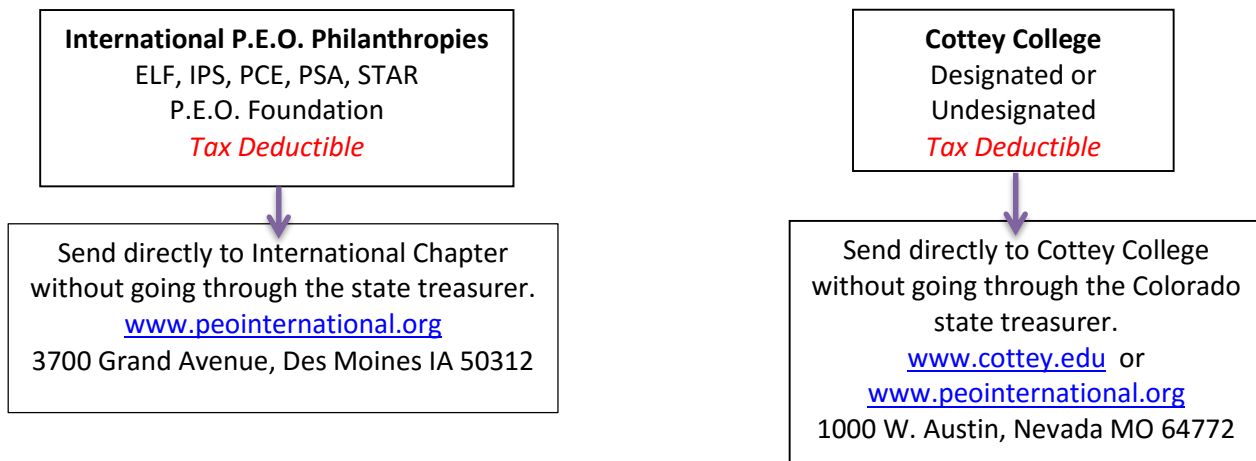 International P.E.O. Philanthropies
ELF, IPS, PCE, PSA, STAR
P.E.O. Foundation
Tax Deductible
Send directly to International Chapter
without going through the state treasurer.
www.peointernational.org
3700 Grand Avenue, Des Moines IA 50312
Cottey College
Designated or
Undesignated
Tax Deductible
Send directly to Cottey College
without going through the Colorado
state treasurer.
www.cottey.edu or
www.peointernational.org
1000 W. Austin, Nevada MO 64772